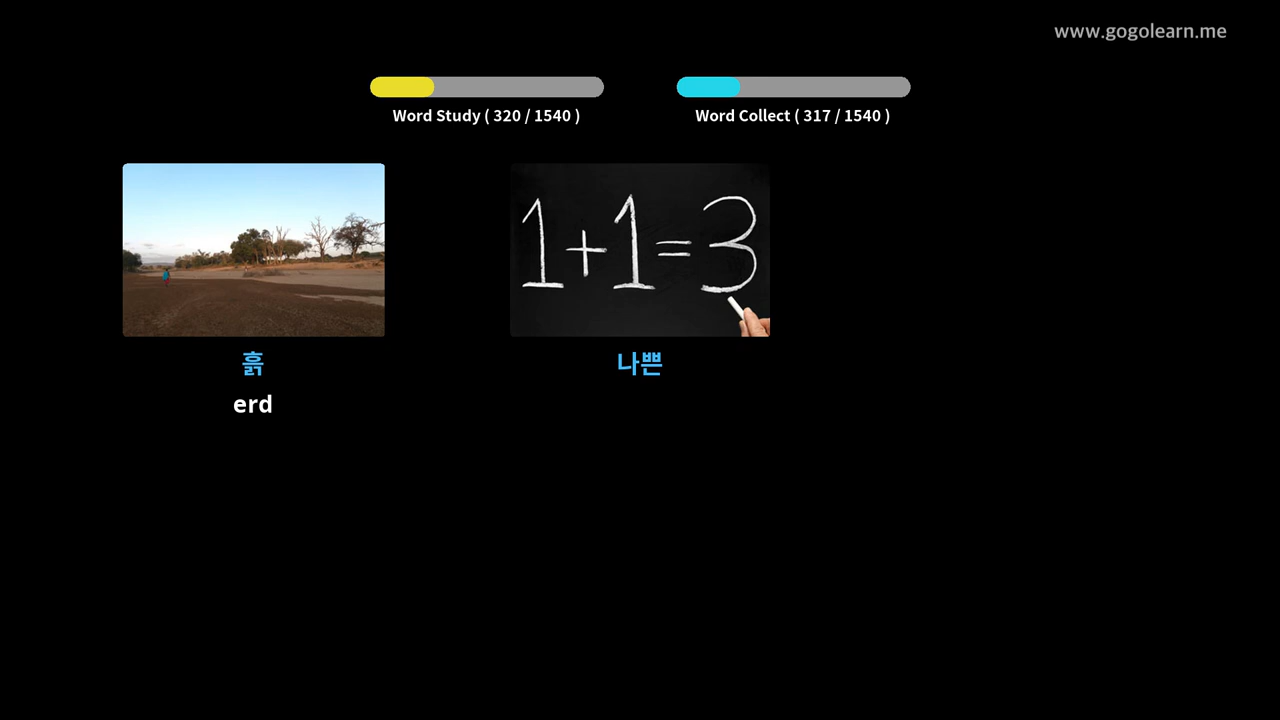 www.gogolearn.me
Word Study ( 320 / 1540 )
Word Collect ( 317 / 1540 )
1+1=3
흙
나쁜
erd